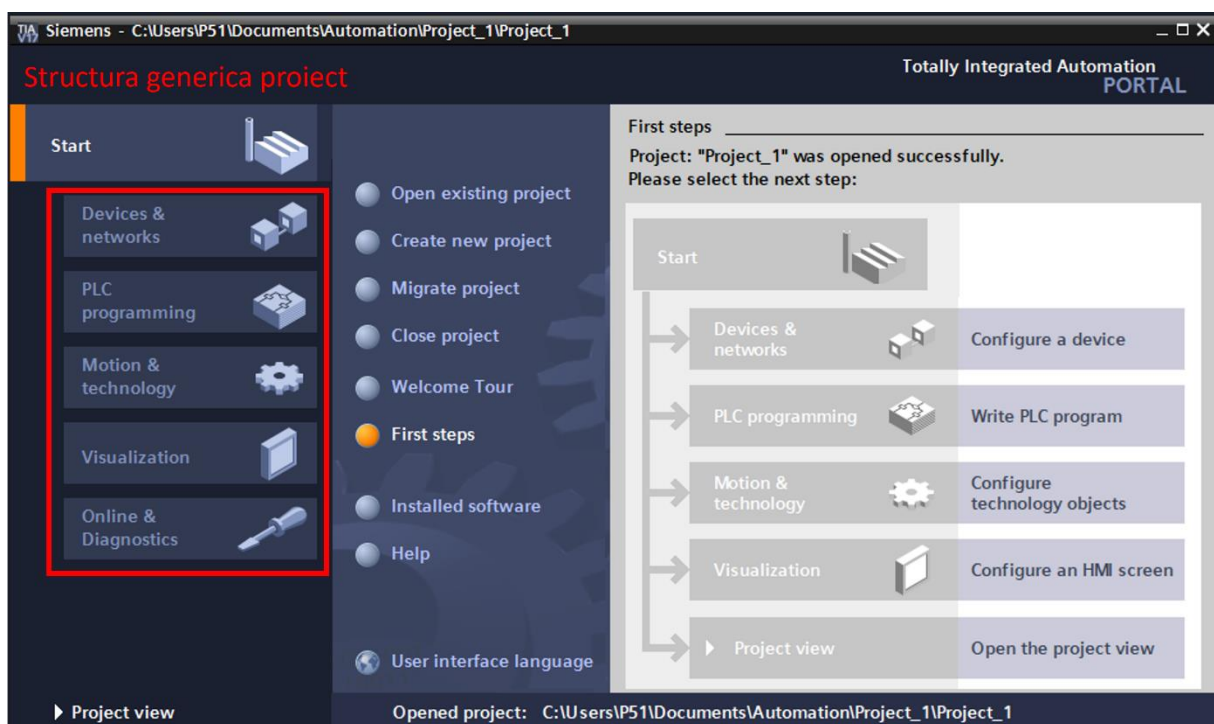 Siemens - C:\Users\P51\Documents\Automation\Project_1\Project_1
Structura generica proiect
Totally Integrated Automation
PORTAL
Start
Devices &
networks
PLC
programming
Motion &
technology
Visualization
Online &
Diagnostics
Project view
Open existing project
Create new project
Migrate project
Close project
Welcome Tour
First steps
Installed software
Help
User interface language
First steps
Project: "Project_1" was opened successfully.
Please select the next step:
Start
Devices &
networks
Configure a device
PLC programming
Write PLC program
Motion &
technology
Configure
technology objects
Visualization
Configure an HMI screen
Project view
Open the project view
Opened project: C:\Users\P51\Documents\Automation\Project_1\Project_1